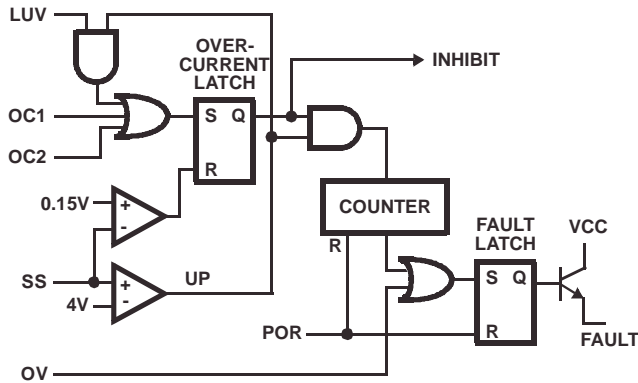 LUV
OVER-
CURRENT
LATCH
INHIBIT
OC1
S Q
OC2
R
0.15V
+
-
COUNTER
FAULT
LATCH
VCC
R
SS
UP
+
4V
-
S Q
POR
R
FAULT
OV